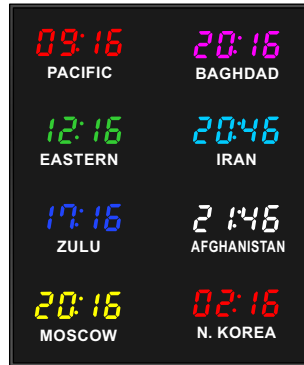 09:16 20:16
PACIFIC BAGHDAD
12:16 20:46
EASTERN IRAN
17:16 21:46
ZULU AFGHANISTAN
20:16 02:16
MOSCOW N. KOREA